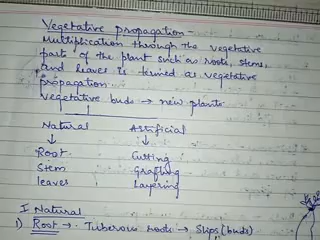 Vegetative propagation -
Multiplication through the vegetative
part of the plant such as roots, stems,
and leaves is termed as vegetative
propagation.
Vegetative buds → new plants
Natural Artificial
↓ ↓
Root Cutting
Stem Grafting
leaves Layering
I Natural
1) Root → Tuberous roots → Slips (buds)